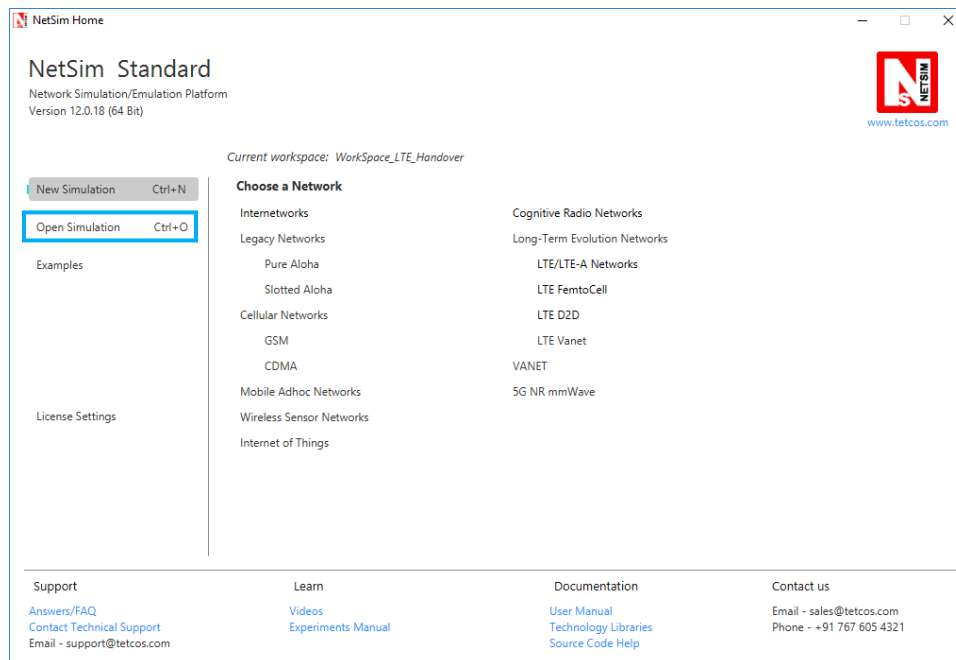 NetSim Home
NetSim Standard
Network Simulation/Emulation Platform
Version 12.0.18 (64 Bit)
NETSIM
www.tetcos.com
Current workspace: WorkSpace_LTE_Handover
New Simulation Ctrl+N
Open Simulation Ctrl+O
Examples
License Settings
Choose a Network
Internetworks
Legacy Networks
Pure Aloha
Slotted Aloha
Cellular Networks
GSM
CDMA
Mobile Adhoc Networks
Wireless Sensor Networks
Internet of Things
Cognitive Radio Networks
Long-Term Evolution Networks
LTE/LTE-A Networks
LTE FemtoCell
LTE D2D
LTE Vanet
VANET
5G NR mmWave
Support
Answers/FAQ
Contact Technical Support
Email - support@tetcos.com
Learn
Videos
Experiments Manual
Documentation
User Manual
Technology Libraries
Source Code Help
Contact us
Email - sales@tetcos.com
Phone - +91 767 605 4321